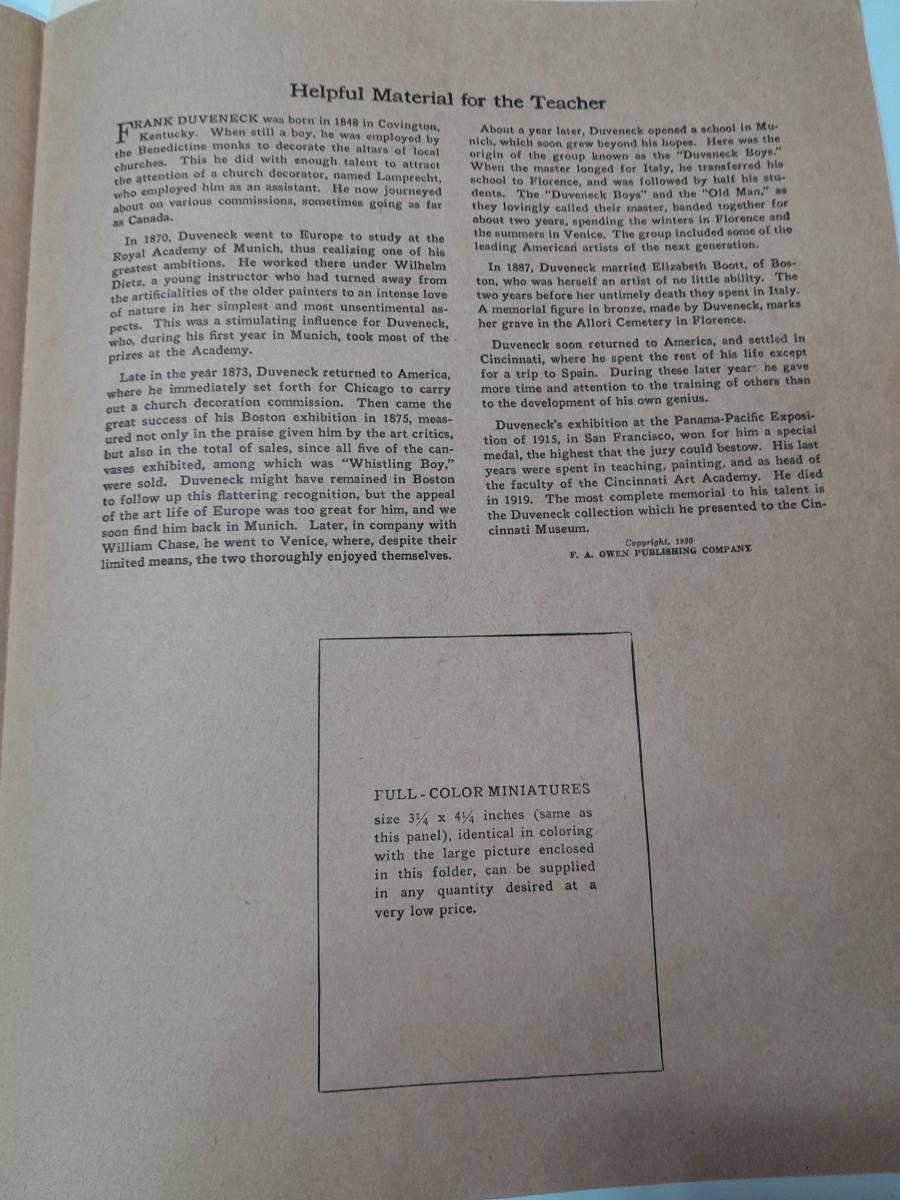 Helpful Material for the Teacher
FRANK DUVENECK was born in 1848 in Covington,
Kentucky. When still a boy, he was employed by
the Benedictine monks to decorate the altars of local
churches. This he did with enough talent to attract
the attention of a church decorator, named Lamprecht,
who employed him as an assistant. He now journeyed
about on various commissions, sometimes going as far
as Canada.
In 1870, Duveneck went to Europe to study at the
Royal Academy of Munich, thus realizing one of his
greatest ambitions. He worked there under Wilhelm
Dietz, a young instructor who had turned away from
the artificialities of the older painters to an intense love
of nature in her simplest and most unsentimental as-
pects. This was a stimulating influence for Duveneck,
who, during his first year in Munich, took most of the
prizes at the Academy.
Late in the year 1873, Duveneck returned to America,
where he immediately set forth for Chicago to carry
out a church decoration commission. Then came the
great success of his Boston exhibition in 1875, meas-
ured not only in the praise given him by the art critics,
but also in the total of sales, since all five of the can-
vases exhibited, among which was "Whistling Boy,"
were sold. Duveneck might have remained in Boston
to follow up this flattering recognition, but the appeal
of the art life of Europe was too great for him, and we
soon find him back in Munich. Later, in company with
William Chase, he went to Venice, where, despite their
limited means, the two thoroughly enjoyed themselves.
About a year later, Duveneck opened a school in Mu-
nich, which soon grew beyond his hopes. Here was the
origin of the group known as the "Duveneck Boys."
When the master longed for Italy, he transferred his
school to Florence, and was followed by half his stu-
dents. The "Duveneck Boys" and the "Old Man," as
they lovingly called their master, banded together for
about two years, spending the winters in Florence and
the summers in Venice. The group included some of the
leading American artists of the next generation.
In 1887, Duveneck married Elizabeth Boott, of Bos-
ton, who was herself an artist of no little ability. The
two years before her untimely death they spent in Italy.
A memorial figure in bronze, made by Duveneck, marks
her grave in the Allori Cemetery in Florence.
Duveneck soon returned to America, and settled in
Cincinnati, where he spent the rest of his life except
for a trip to Spain. During these later years he gave
more time and attention to the training of others than
to the development of his own genius.
Duveneck's exhibition at the Panama-Pacific Exposi-
tion of 1915, in San Francisco, won for him a special
medal, the highest that the jury could bestow. His last
years were spent in teaching, painting, and as head of
the faculty of the Cincinnati Art Academy. He died
in 1919. The most complete memorial to his talent is
the Duveneck collection which he presented to the Cin-
cinnati Museum.
Copyright, 1930
F. A. OWEN PUBLISHING COMPANY.
FULL-COLOR MINIATURES
size 3¼ x 4¼ inches (same as
this panel), identical in coloring
with the large picture enclosed
in this folder, can be supplied
in any quantity desired at a
very low price.